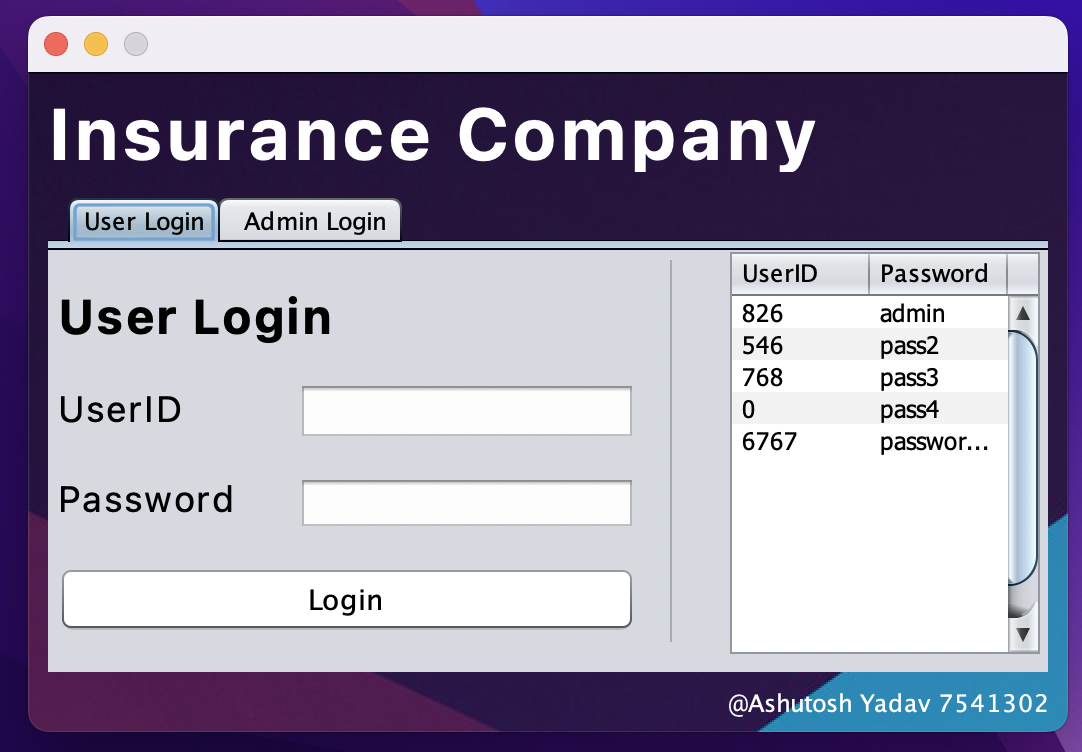 Insurance Company
User Login Admin Login
User Login
UserID
Password
Login
UserID Password
826 admin
546 pass2
768 pass3
0 pass4
6767 passwor...
@Ashutosh Yadav 7541302